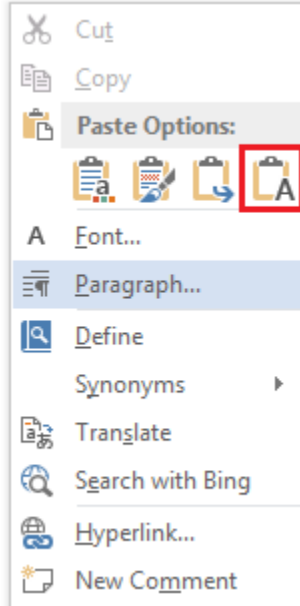 Cut
Copy
Paste Options:
a A
A Font...
Paragraph...
Define
Synonyms
Translate
Search with Bing
Hyperlink...
New Comment